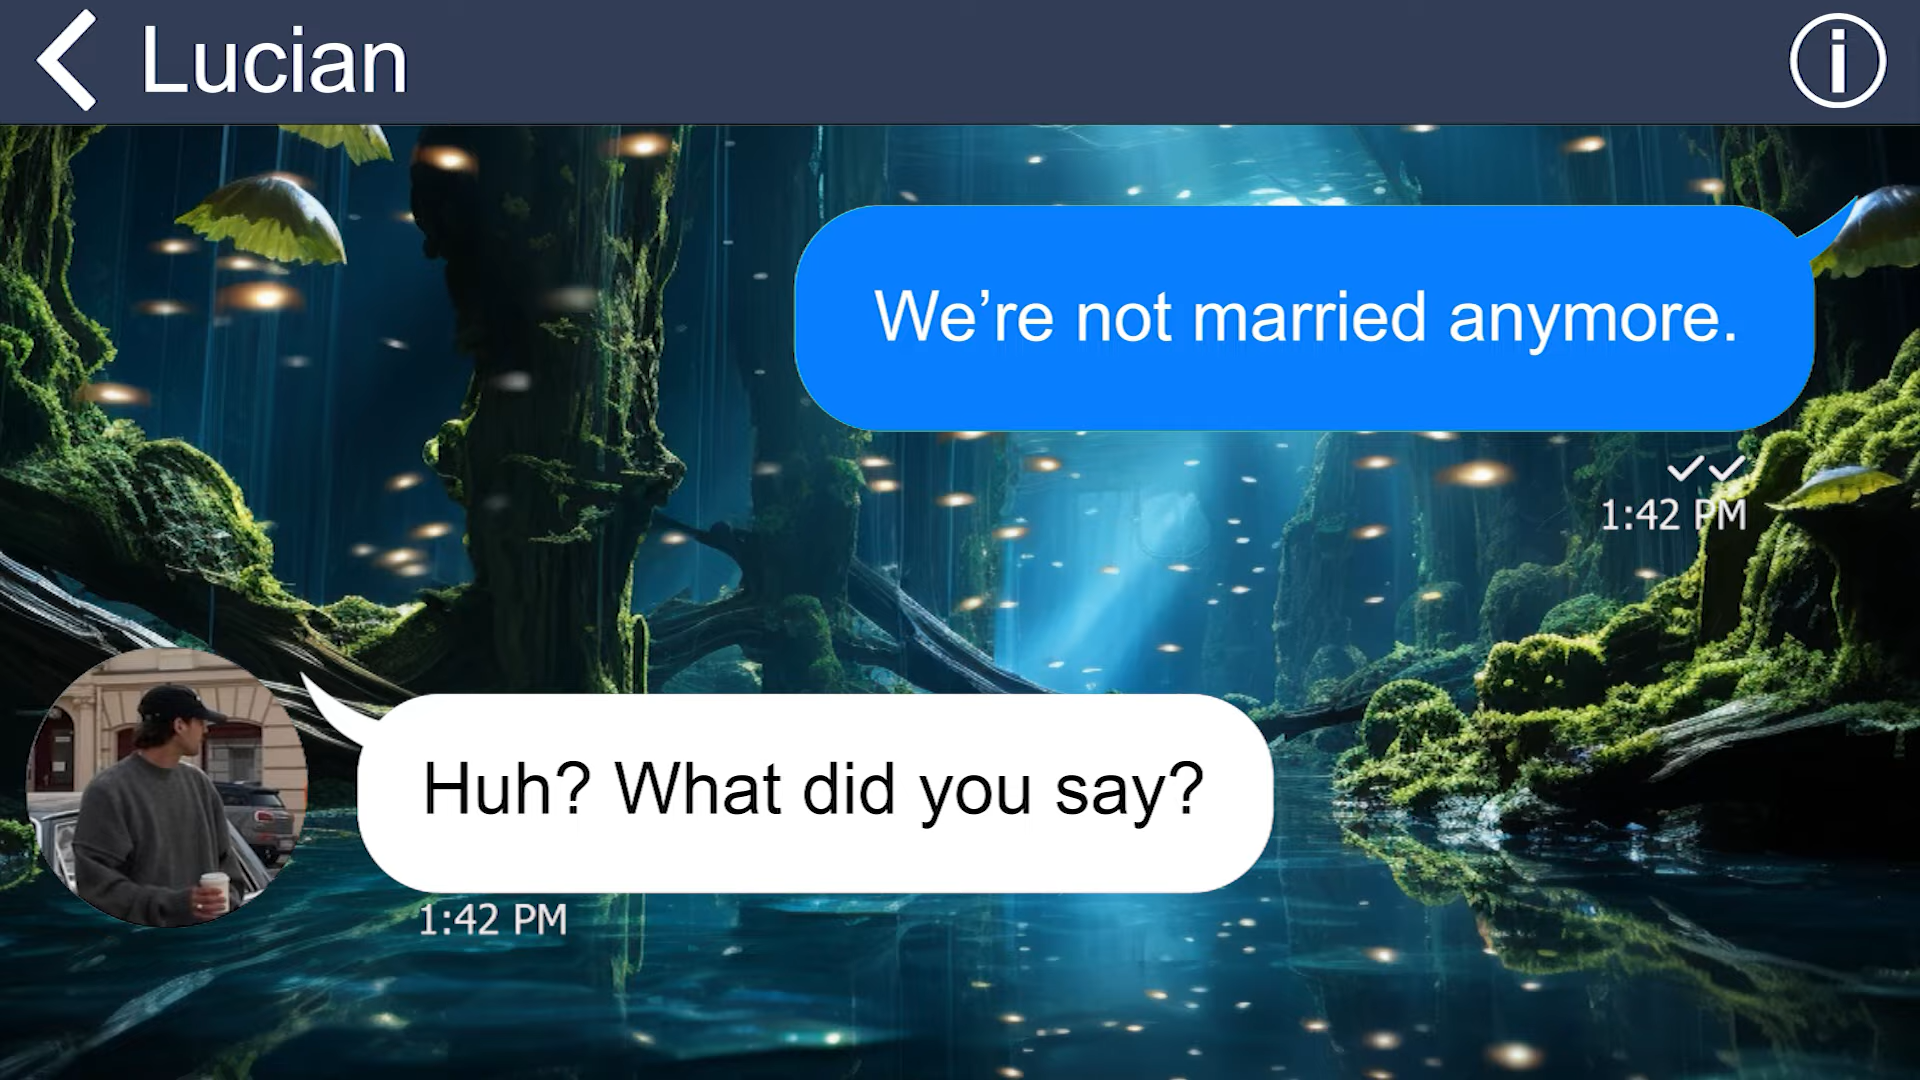 Lucian
We’re not married anymore.
1:42 PM
Huh? What did you say?
1:42 PM